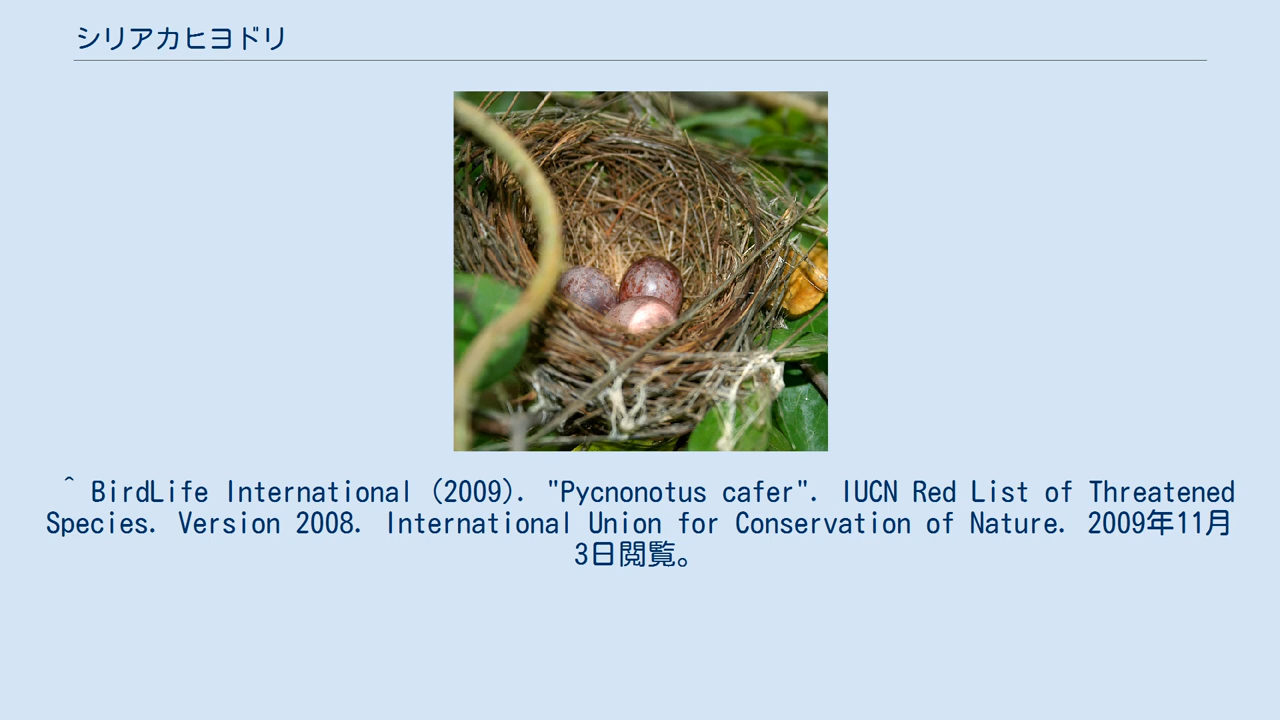 シリアカヒヨドリ
^ BirdLife International (2009). "Pycnonotus cafer". IUCN Red List of Threatened
Species. Version 2008. International Union for Conservation of Nature. 2009年11月
3日閲覧。